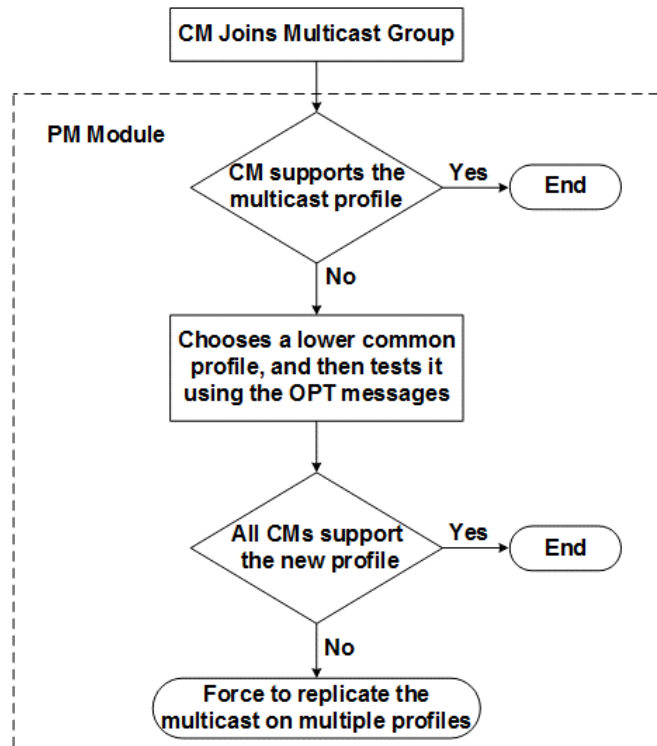 CM Joins Multicast Group
PM Module
CM supports the
multicast profile
Yes
End
No
Chooses a lower common
profile, and then tests it
using the OPT messages
All CMs support
the new profile
Yes
End
No
Force to replicate the
multicast on multiple profiles